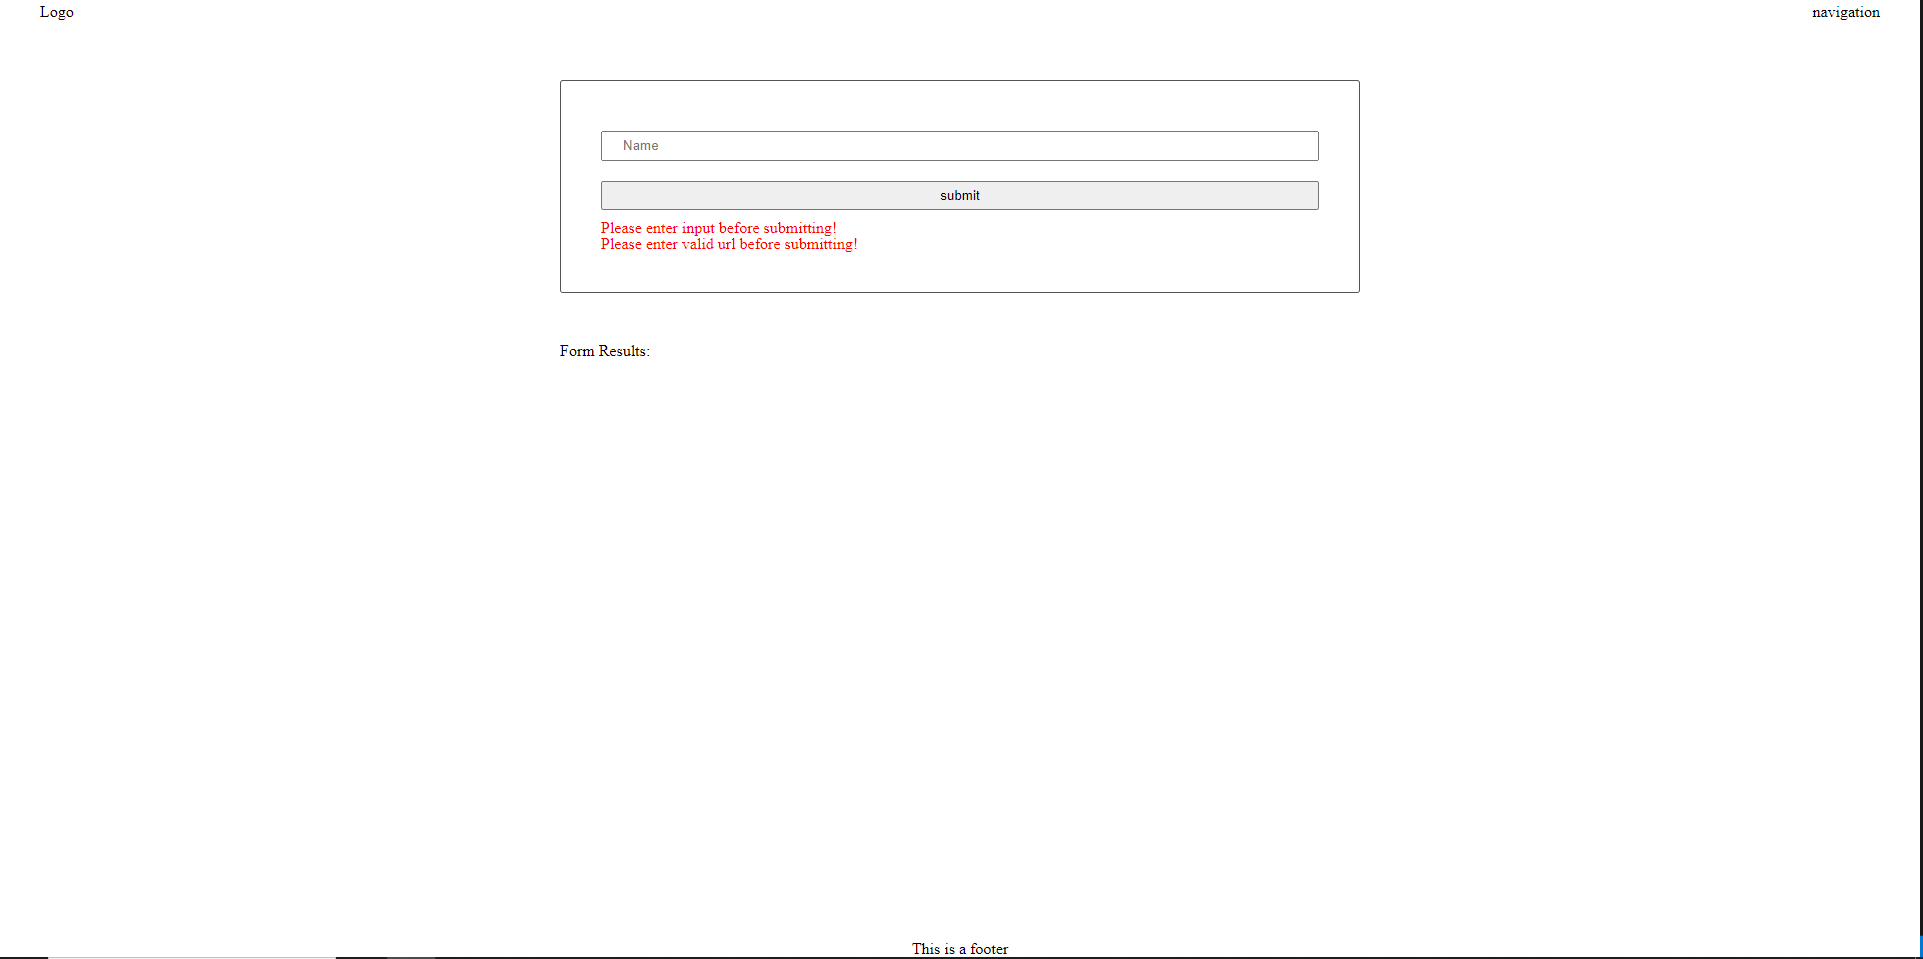 Logo
navigation
Name
submit
Please enter input before submitting!
Please enter valid url before submitting!
Form Results:
This is a footer